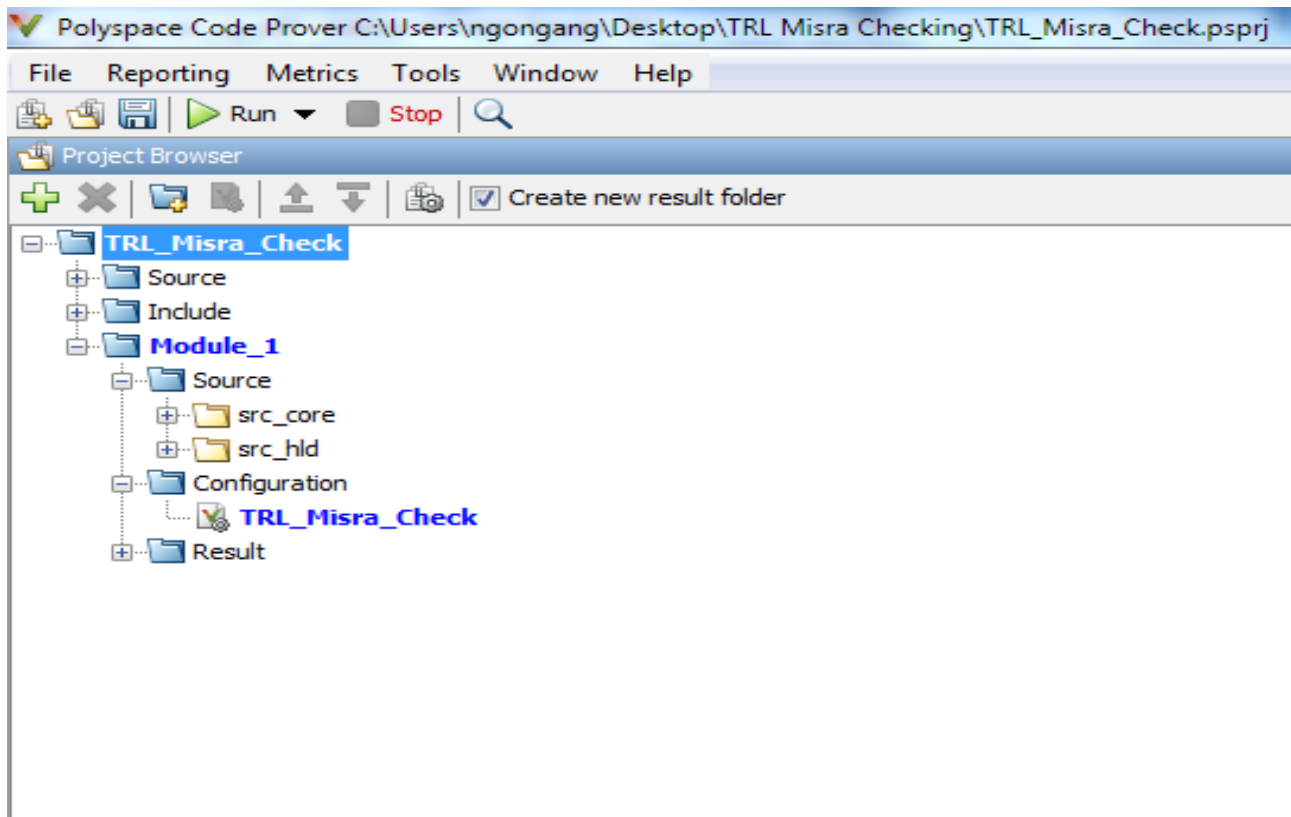 Polyspace Code Prover C:\Users\ngongang\Desktop\TRL Misra Checking\TRL_Misra_Check.psprj
File Reporting Metrics Tools Window Help
Run Stop
Project Browser
Create new result folder
TRL_Misra_Check
Source
Include
Module_1
Source
src_core
src_hld
Configuration
TRL_Misra_Check
Result